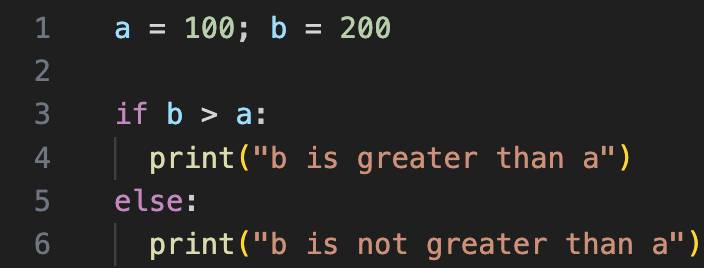 1 a = 100; b = 200
2
3 if b > a:
4 print("b is greater than a")
5 else:
6 print("b is not greater than a")